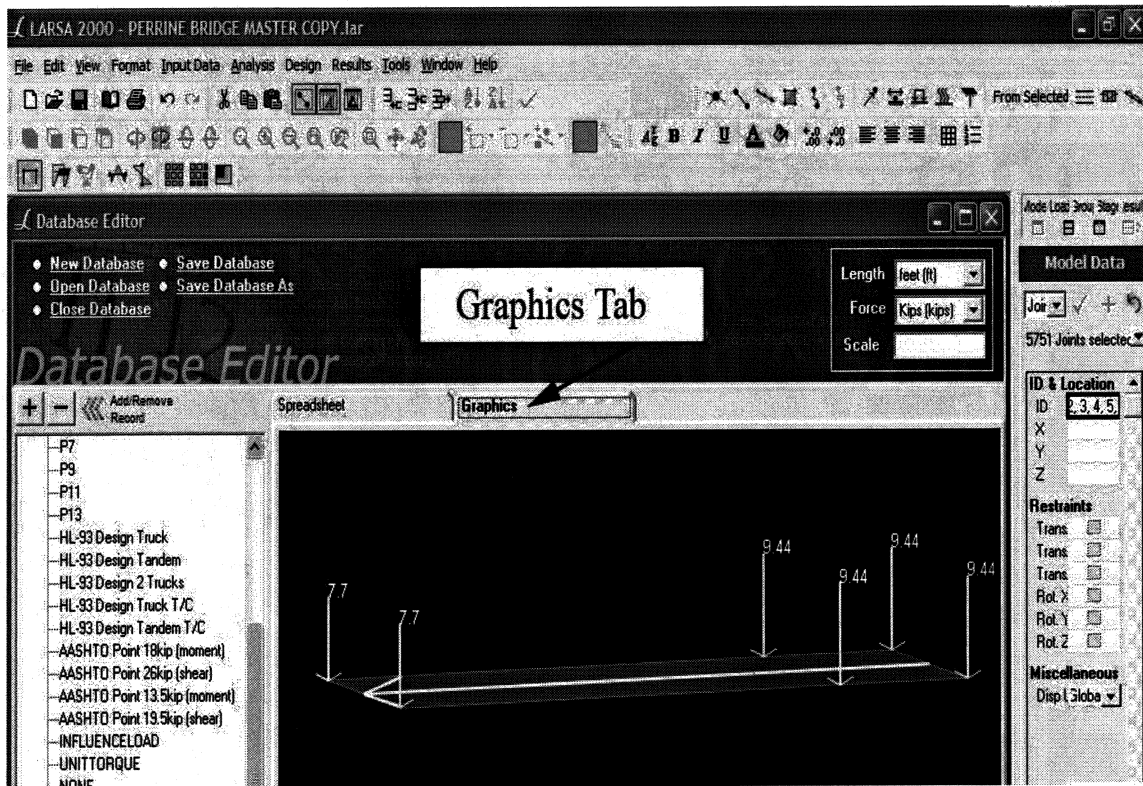 LARSA 2000 - PERRINE BRIDGE MASTER COPY.lar
File Edit View Format Input Data Analysis Design Results Tools Window Help
From Selected
Database Editor
New Database Save Database
Open Database Save Database As
Close Database
Database Editor
Graphics Tab
Length feet (ft)
Force Kips (kips)
Scale
Add/Remove
Record
Spreadsheet Graphics
P7
P9
P11
P13
HL-93 Design Truck
HL-93 Design Tandem
HL-93 Design 2 Trucks
HL-93 Design Truck T/C
HL-93 Design Tandem T/C
AASHTO Point 18kip (moment)
AASHTO Point 26kip (shear)
AASHTO Point 13.5kip (moment)
AASHTO Point 19.5kip (shear)
INFLUENCELOAD
UNITTORQUE
NONE
7.7
7.7
9.44
9.44
9.44
9.44
Model Data
Joir
5751 Joints selectec
ID & Location
ID 2, 3, 4, 5,
X
Y
Z
Restraints
Trans
Trans
Trans
Rot. X
Rot. Y
Rot. Z
Miscellaneous
Disp l Globa